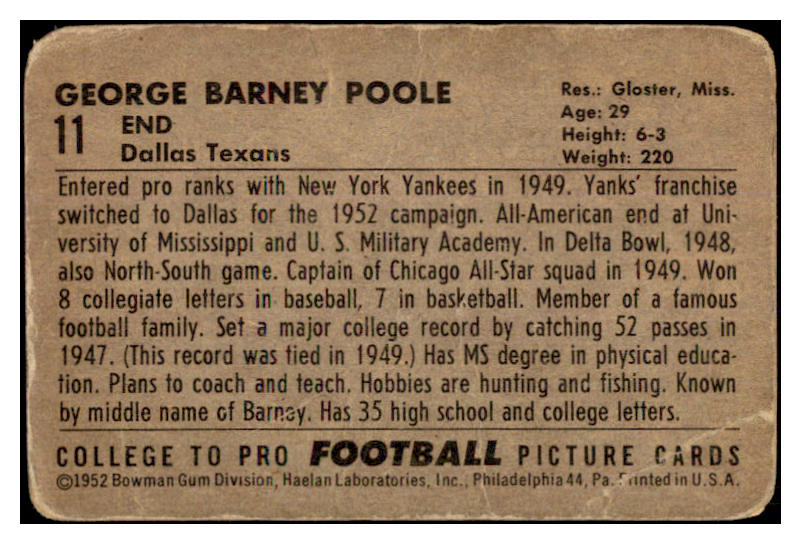 GEORGE BARNEY POOLE
11 END
Dallas Texans
Res.: Gloster, Miss.
Age: 29
Height: 6-3
Weight: 220
Entered pro ranks with New York Yankees in 1949. Yanks' franchise
switched to Dallas for the 1952 campaign. All-American end at Uni-
versity of Mississippi and U. S. Military Academy. In Delta Bowl, 1948,
also North-South game. Captain of Chicago All-Star squad in 1949. Won
8 collegiate letters in baseball, 7 in basketball. Member of a famous
football family. Set a major college record by catching 52 passes in
1947. (This record was tied in 1949.) Has MS degree in physical educa-
tion. Plans to coach and teach. Hobbies are hunting and fishing. Known
by middle name of Barney. Has 35 high school and college letters.
COLLEGE TO PRO FOOTBALL PICTURE CARDS
©1952 Bowman Gum Division, Haelan Laboratories, Inc., Philadelphia 44, Pa. Printed in U.S.A.